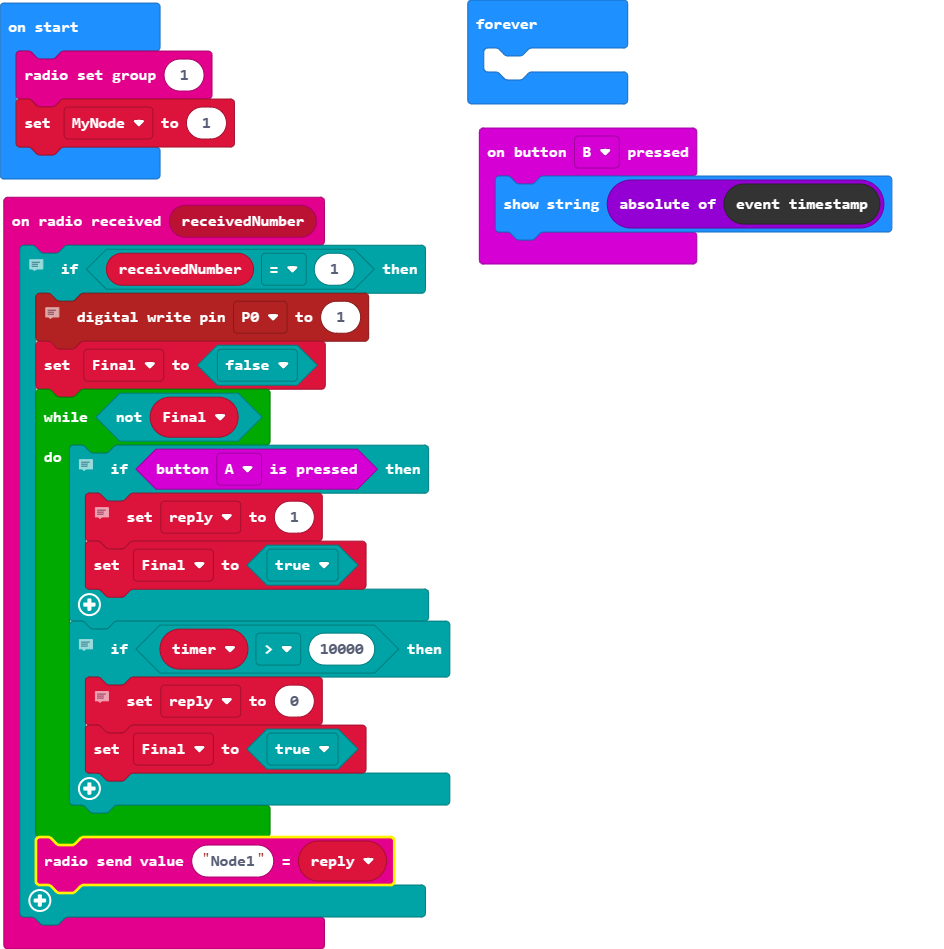 on start
radio set group 1
set MyNode to 1
on radio received receivedNumber
if receivedNumber = 1 then
digital write pin P0 to 1
set Final to false
while not Final
do
if button A is pressed then
set reply to 1
set Final to true
if timer > 10000 then
set reply to 0
set Final to true
radio send value "Node1" = reply
forever
on button B pressed
show string absolute of event timestamp